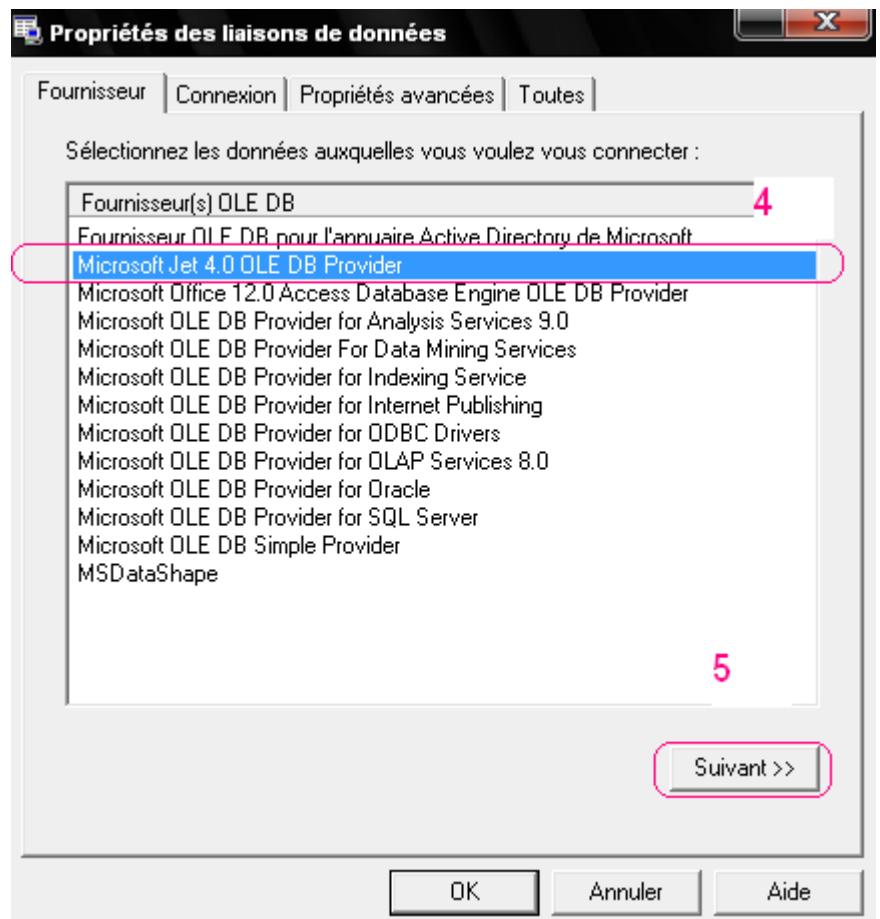 Propriétés des liaisons de données
X
Fournisseur Connexion Propriétés avancées Toutes
Sélectionnez les données auxquelles vous voulez vous connecter :
Fournisseur(s) OLE DB
4
Fournisseur OLE DB pour l'annuaire Active Directory de Microsoft
Microsoft Jet 4.0 OLE DB Provider
Microsoft Office 12.0 Access Database Engine OLE DB Provider
Microsoft OLE DB Provider for Analysis Services 9.0
Microsoft OLE DB Provider For Data Mining Services
Microsoft OLE DB Provider for Indexing Service
Microsoft OLE DB Provider for Internet Publishing
Microsoft OLE DB Provider for ODBC Drivers
Microsoft OLE DB Provider for OLAP Services 8.0
Microsoft OLE DB Provider for Oracle
Microsoft OLE DB Provider for SQL Server
Microsoft OLE DB Simple Provider
MSDataShape
5
Suivant >>
OK Annuler Aide